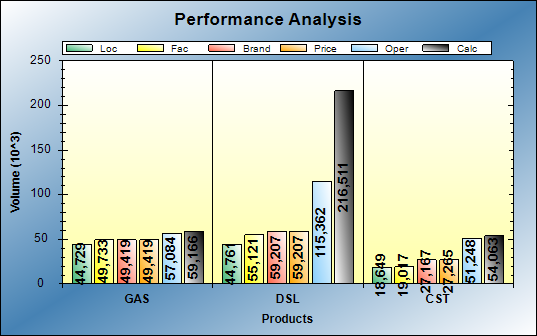 Performance Analysis
Loc Fac Brand Price Oper Calc
Volume (10^3)
250
200
150
100
50
0
44,729 49,733 49,419 49,419 57,084 59,166
44,761 55,121 59,207 59,207 115,362 216,511
18,649 19,017 27,167 27,265 51,248 54,063
GAS DSL CST
Products